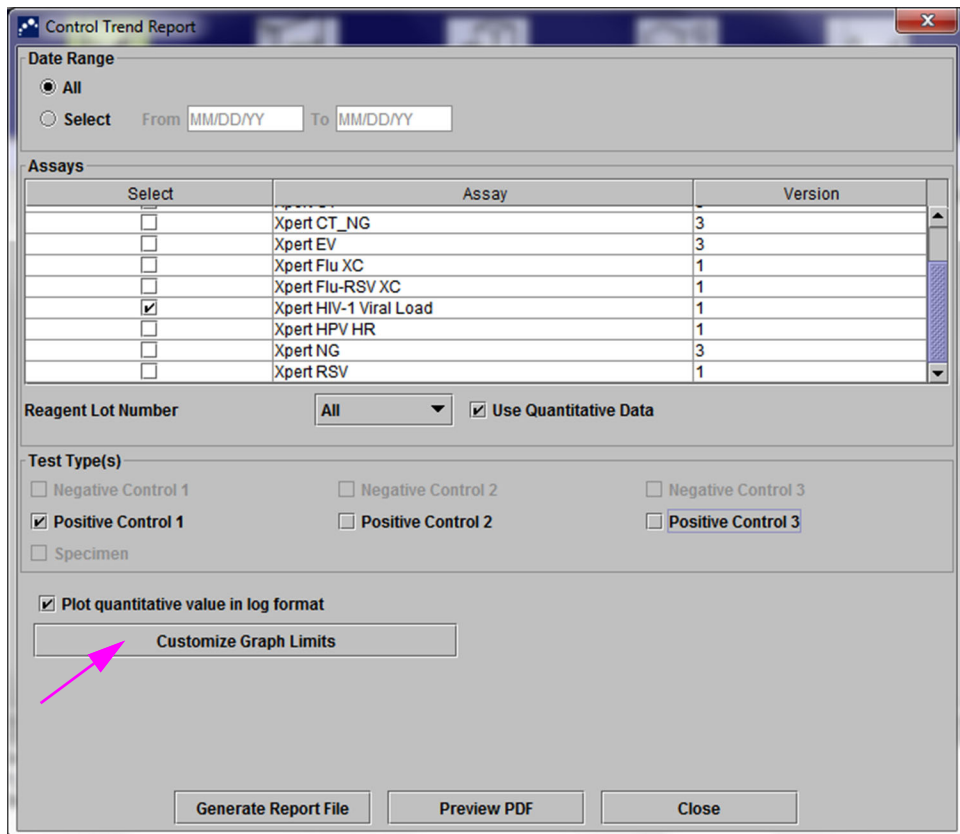 Control Trend Report
Date Range
All
Select From MM/DD/YY To MM/DD/YY
Assays
Select Assay Version
Xpert CT_NG 3
Xpert EV 3
Xpert Flu XC 1
Xpert Flu-RSV XC 1
Xpert HIV-1 Viral Load 1
Xpert HPV HR 1
Xpert NG 3
Xpert RSV 1
Reagent Lot Number All Use Quantitative Data
Test Type(s)
Negative Control 1 Negative Control 2 Negative Control 3
Positive Control 1 Positive Control 2 Positive Control 3
Specimen
Plot quantitative value in log format
Customize Graph Limits
Generate Report File Preview PDF Close